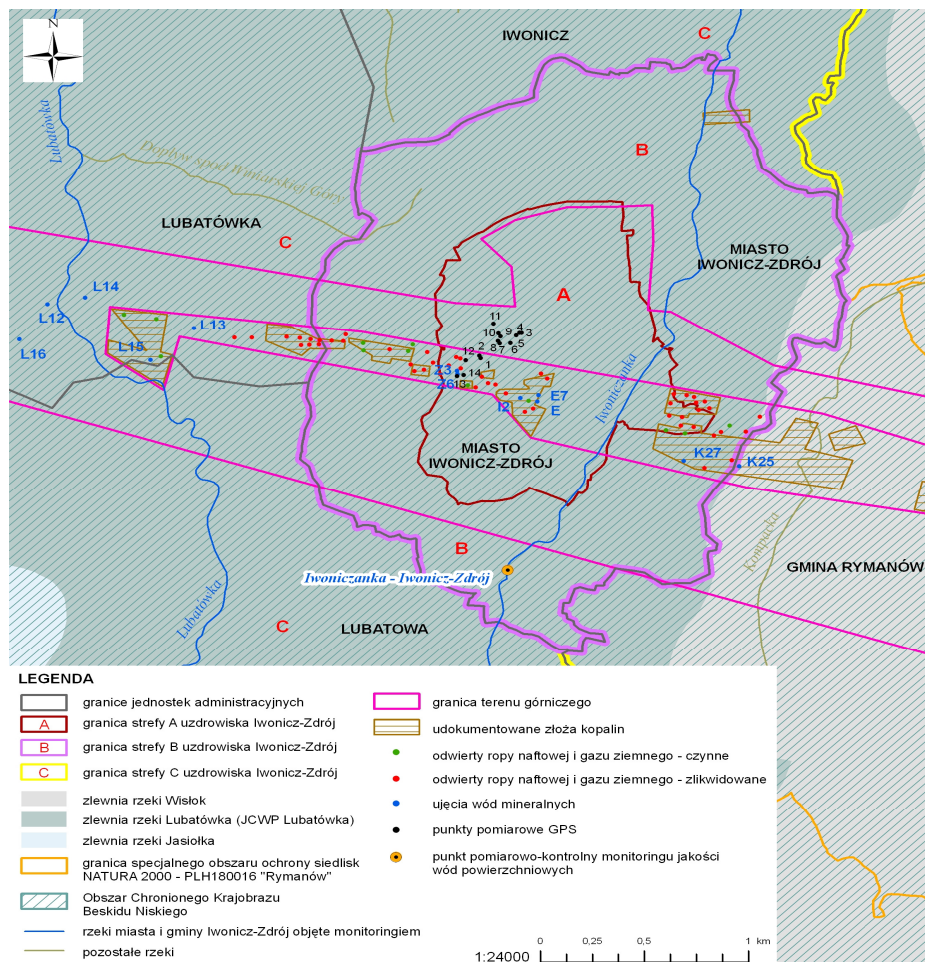 N
IWONICZ
C
Lubatówka
B
Dopływ spod Winiarskiej Góry
LUBATÓWKA
C
MIASTO
IWONICZ-ZDRÓJ
A
L14
L12
L13
L16
L15
11
4
3
10
9
8
7
6
5
2
12
1
Z3
14
Z6
13
I2
E7
E
Iwoniczanka
MIASTO
IWONICZ-ZDRÓJ
K27
K25
B
Iwoniczanka - Iwonicz-Zdrój
GMINA RYMANÓW
Lubatówka
C
LUBATOWA
LEGENDA
granice jednostek administracyjnych
A granica strefy A uzdrowiska Iwonicz-Zdrój
B granica strefy B uzdrowiska Iwonicz-Zdrój
C granica strefy C uzdrowiska Iwonicz-Zdrój
zlewnia rzeki Wisłok
zlewnia rzeki Lubatówka (JCWP Lubatówka)
zlewnia rzeki Jasiołka
granica specjalnego obszaru ochrony siedlisk
NATURA 2000 - PLH180016 "Rymanów"
Obszar Chronionego Krajobrazu
Beskidu Niskiego
rzeki miasta i gminy Iwonicz-Zdrój objęte monitoringiem
pozostałe rzeki
granica terenu górniczego
udokumentowane złoża kopalin
odwierty ropy naftowej i gazu ziemnego - czynne
odwierty ropy naftowej i gazu ziemnego - zlikwidowane
ujęcia wód mineralnych
punkty pomiarowe GPS
punkt pomiarowo-kontrolny monitoringu jakości
wód powierzchniowych
0 0,25 0,5 1 km
1:24000